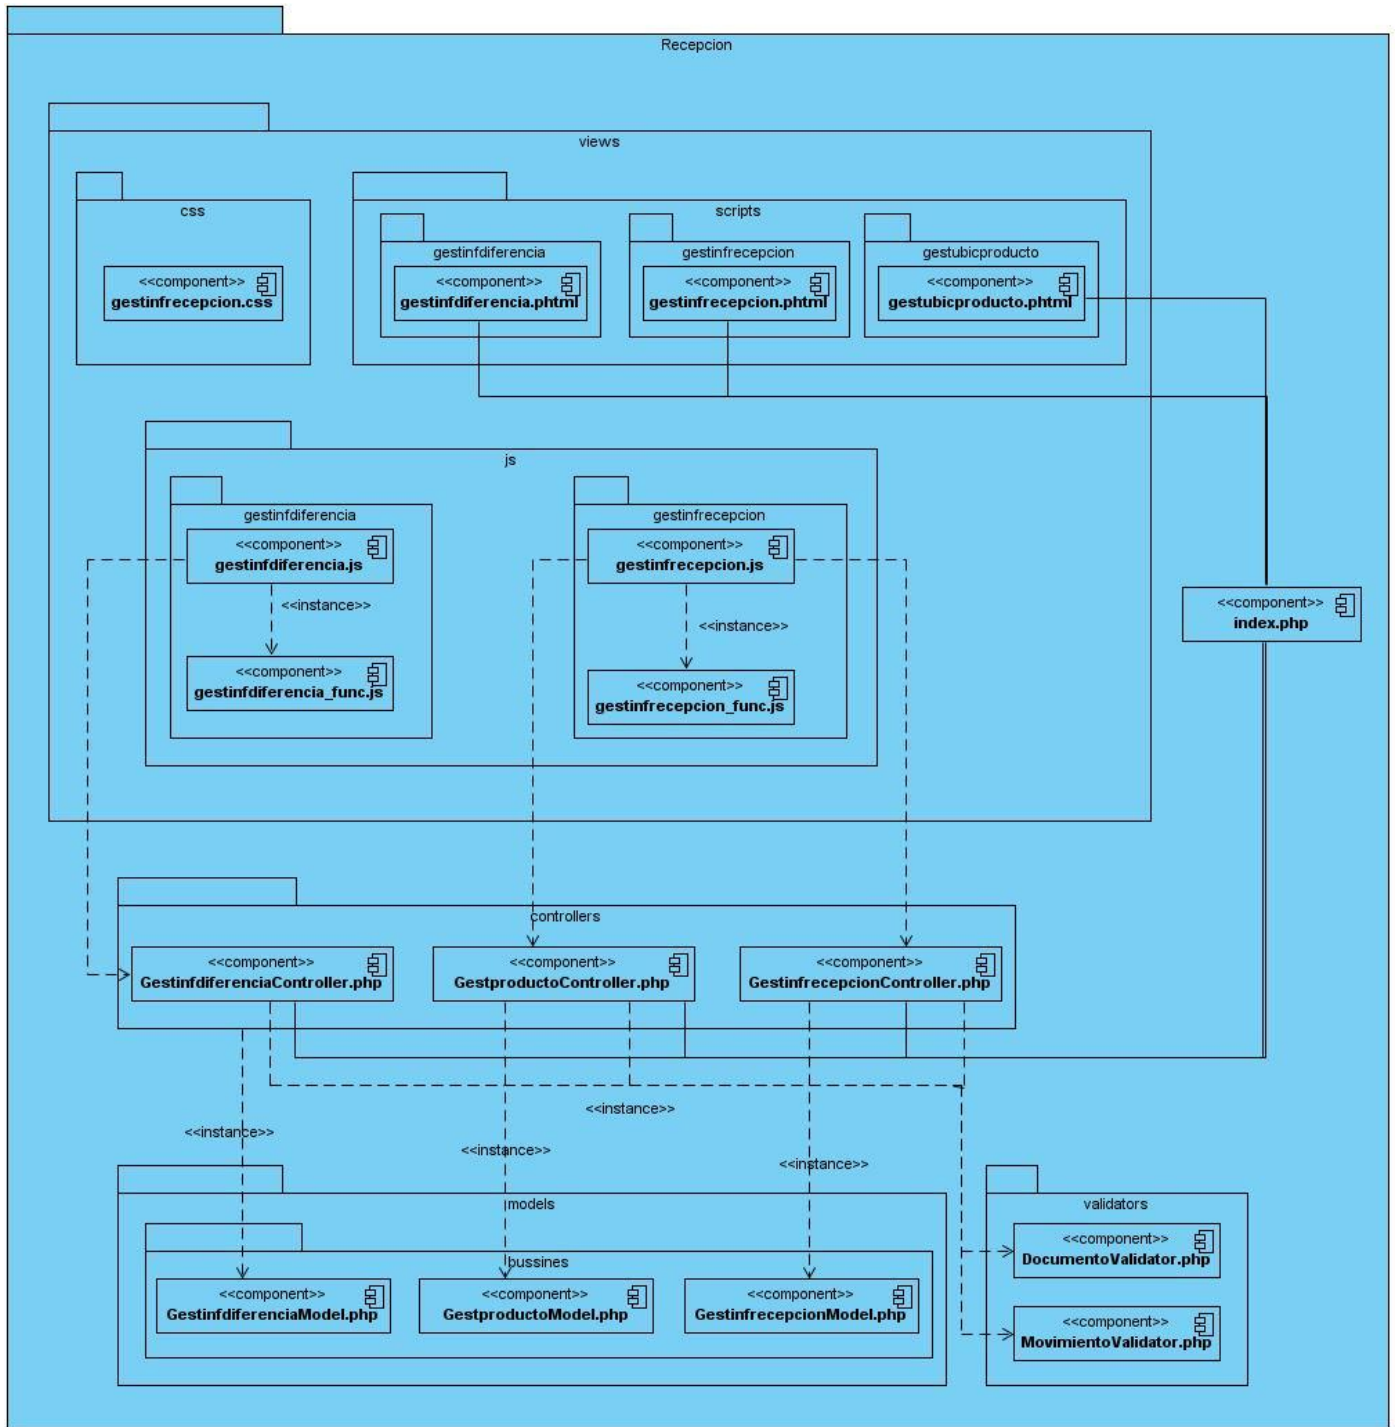 Recepcion
views
css
<<component>>
gestinfrecepcion.css
scripts
gestinfdiferencia
<<component>>
gestinfdiferencia.phtml
gestinfrecepcion
<<component>>
gestinfrecepcion.phtml
gestubicproducto
<<component>>
gestubicproducto.phtml
js
gestinfdiferencia
<<component>>
gestinfdiferencia.js
<<instance>>
<<component>>
gestinfdiferencia_func.js
gestinfrecepcion
<<component>>
gestinfrecepcion.js
<<instance>>
<<component>>
gestinfrecepcion_func.js
<<component>>
index.php
controllers
<<component>>
GestinfdiferenciaController.php
<<component>>
GestproductoController.php
<<component>>
GestinfrecepcionController.php
<<instance>>
<<instance>>
<<instance>>
<<instance>>
models
bussines
<<component>>
GestinfdiferenciaModel.php
<<component>>
GestproductoModel.php
<<component>>
GestinfrecepcionModel.php
validators
<<component>>
DocumentoValidator.php
<<component>>
MovimientoValidator.php